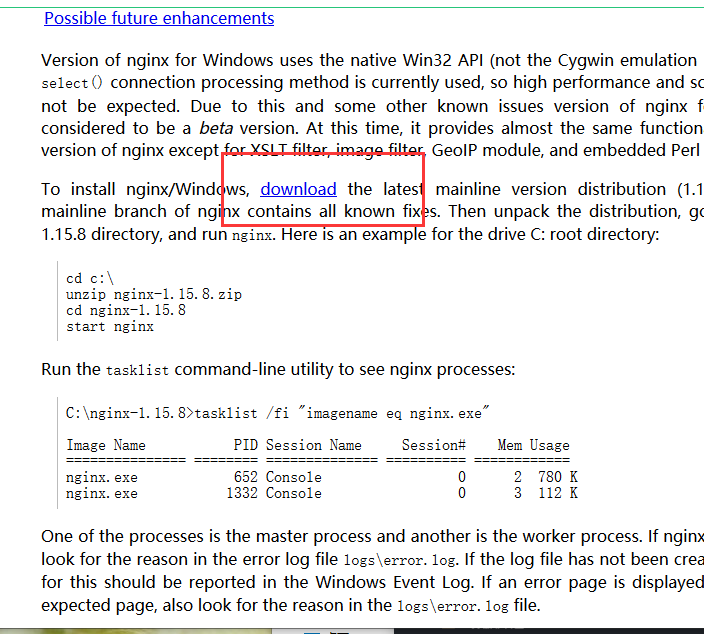 Possible future enhancements
Version of nginx for Windows uses the native Win32 API (not the Cygwin emulation
select() connection processing method is currently used, so high performance and sc
not be expected. Due to this and some other known issues version of nginx f
considered to be a beta version. At this time, it provides almost the same function
version of nginx except for XSLT filter, image filter, GeoIP module, and embedded Perl
To install nginx/Windows, download the latest mainline version distribution (1.1
mainline branch of nginx contains all known fixes. Then unpack the distribution, go
1.15.8 directory, and run nginx. Here is an example for the drive C: root directory:
cd c:\
unzip nginx-1.15.8.zip
cd nginx-1.15.8
start nginx
Run the tasklist command-line utility to see nginx processes:
C:\nginx-1.15.8>tasklist /fi "imagename eq nginx.exe"
Image Name PID Session Name Session# Mem Usage
=============== ======== ============== ========== ============
nginx.exe 652 Console 0 2 780 K
nginx.exe 1332 Console 0 3 112 K
One of the processes is the master process and another is the worker process. If nginx
look for the reason in the error log file logs\error.log. If the log file has not been crea
for this should be reported in the Windows Event Log. If an error page is displayed
expected page, also look for the reason in the logs\error.log file.